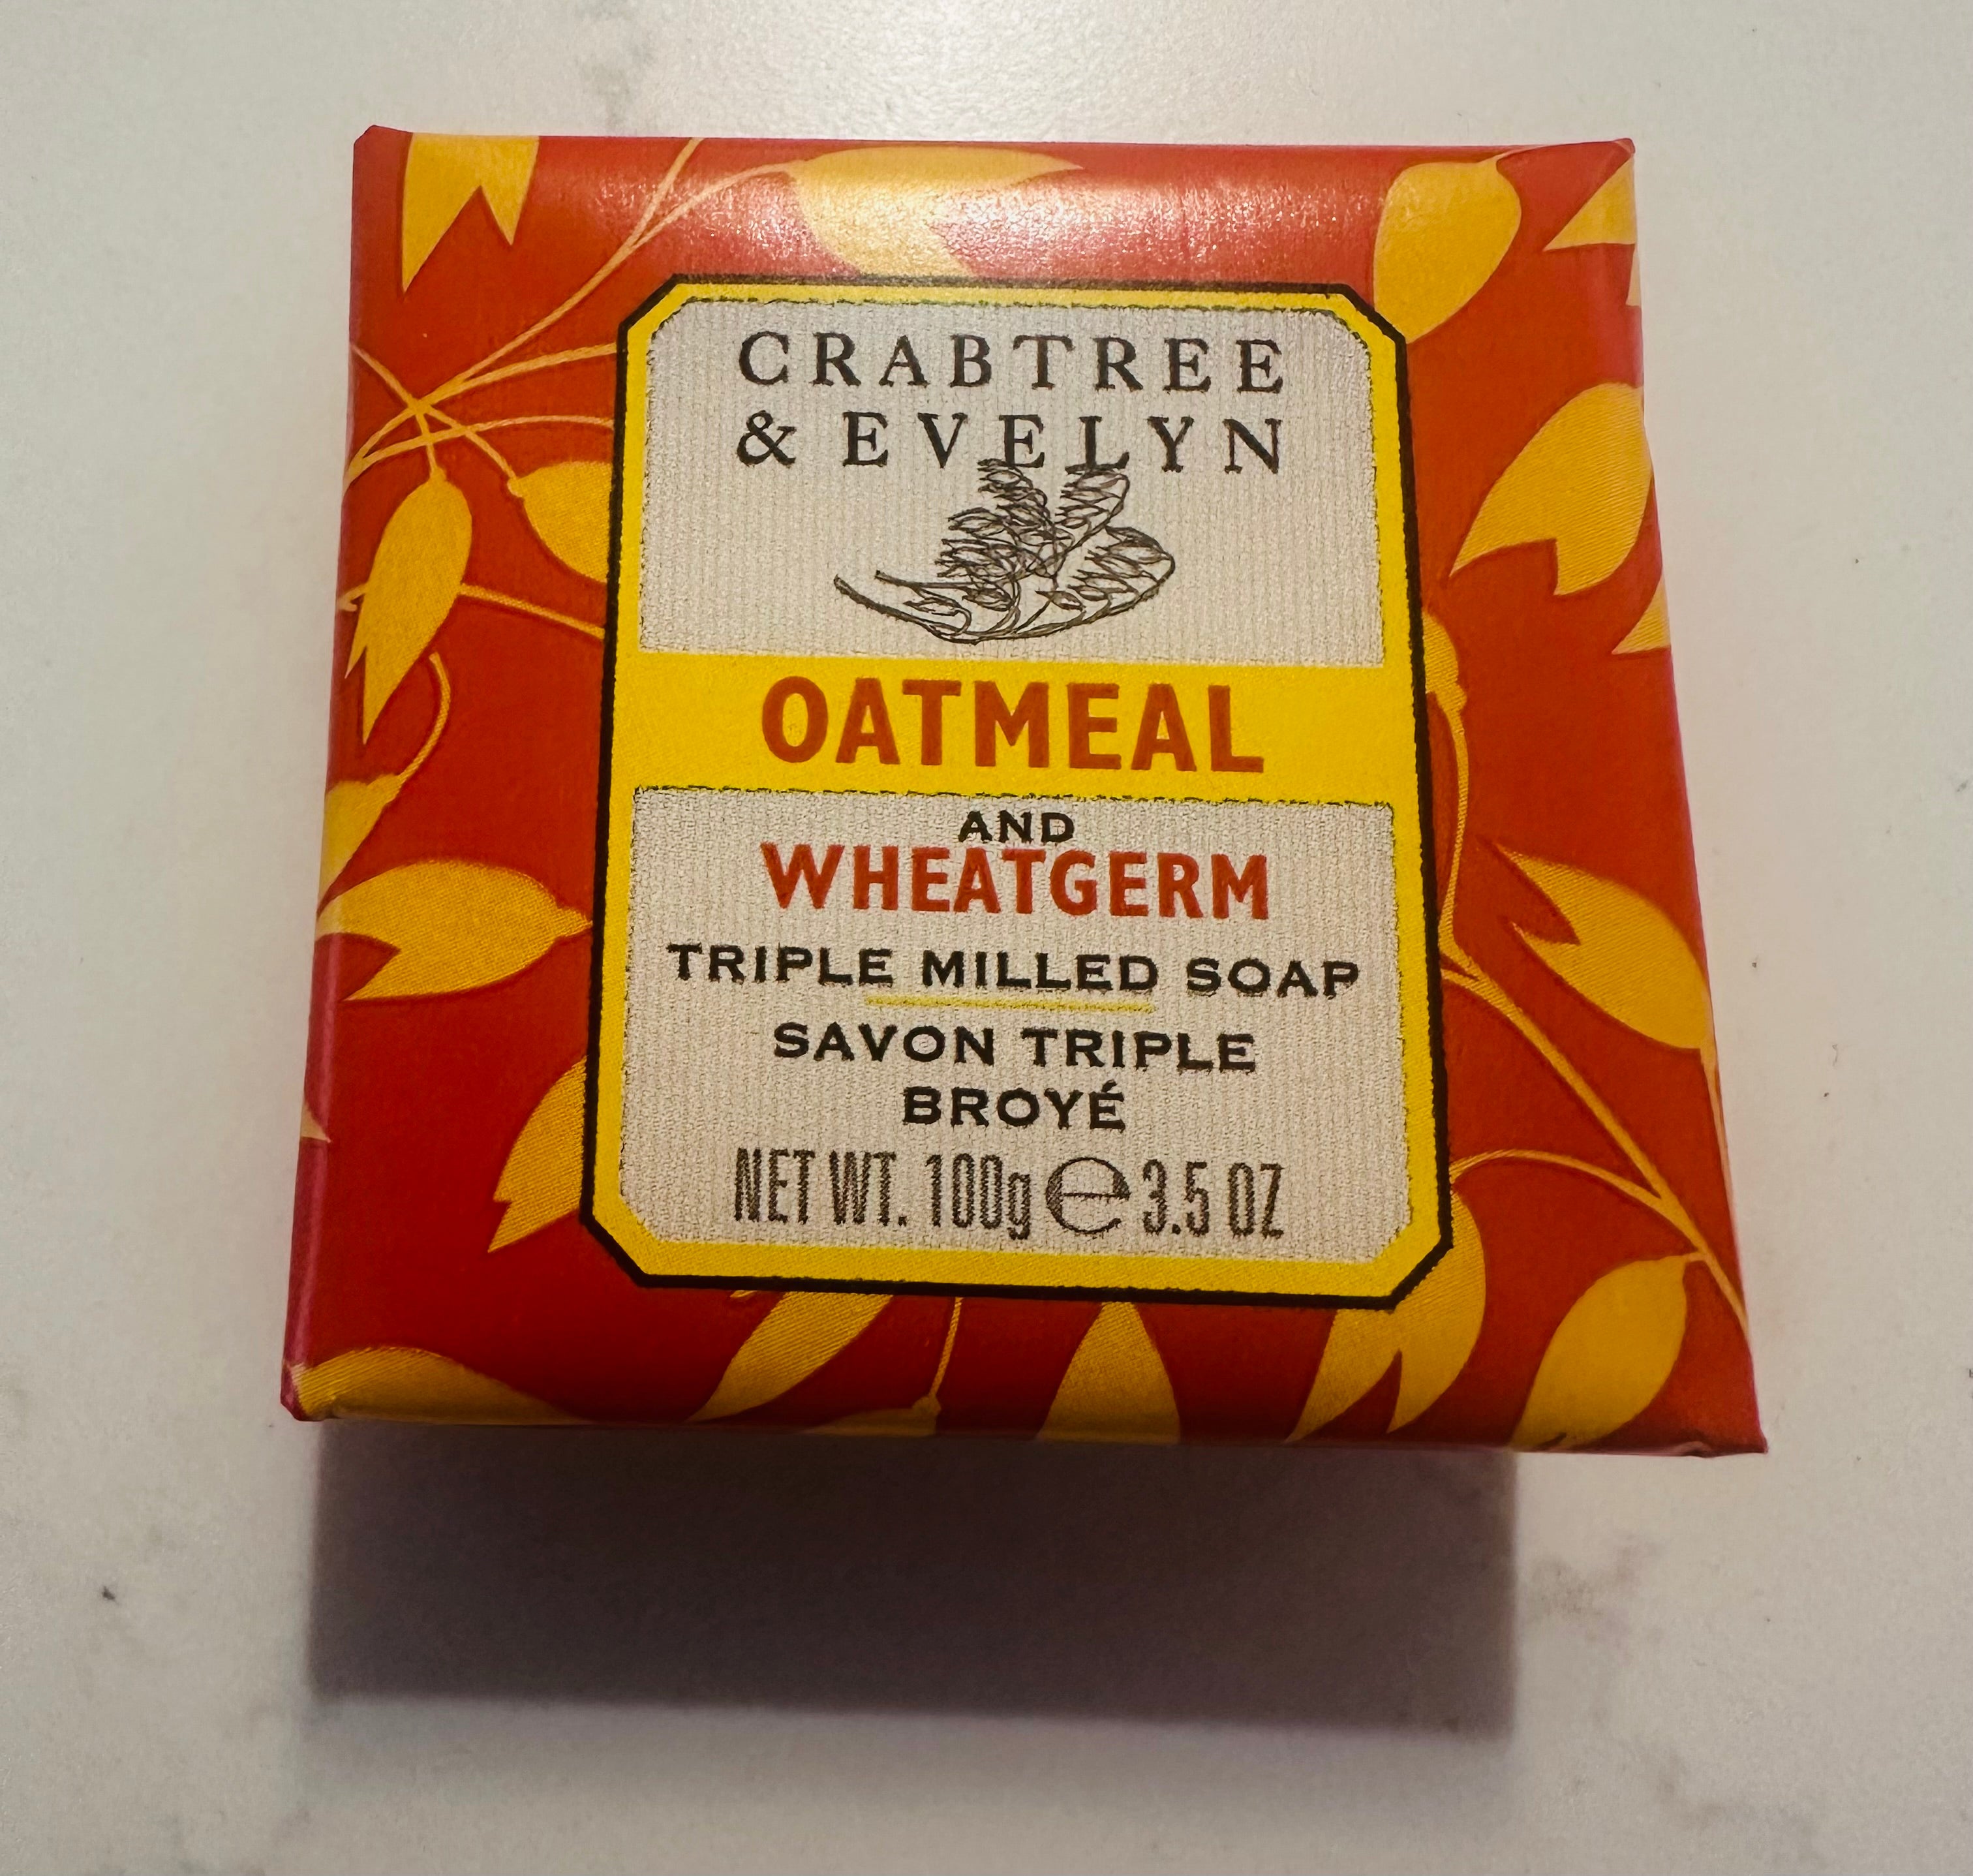 CRABTREE
& EVELYN
OATMEAL
AND
WHEATGERM
TRIPLE MILLED SOAP
SAVON TRIPLE
BROYÉ
NET WT. 100g ℮ 3.5 OZ